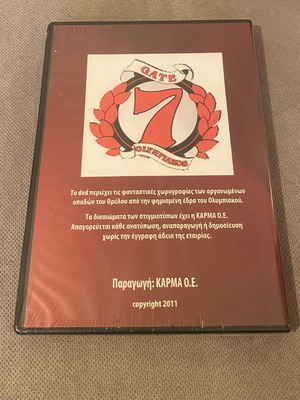 GATE
7
OLYMPIAKOS
Το dvd περιέχει τις φανταστικές χορογραφίες των οργανωμένων
οπαδών του Θρύλου από την φημισμένη έδρα του Ολυμπιακού.
Τα δικαιώματα των στιγμιοτύπων έχει η ΚΑΡΜΑ Ο.Ε.
Απαγορεύεται κάθε ανατύπωση, αναπαραγωγή ή δημοσίευση
χωρίς την έγγραφη άδεια της εταιρίας.
Παραγωγή: ΚΑΡΜΑ Ο.Ε.
copyright 2011